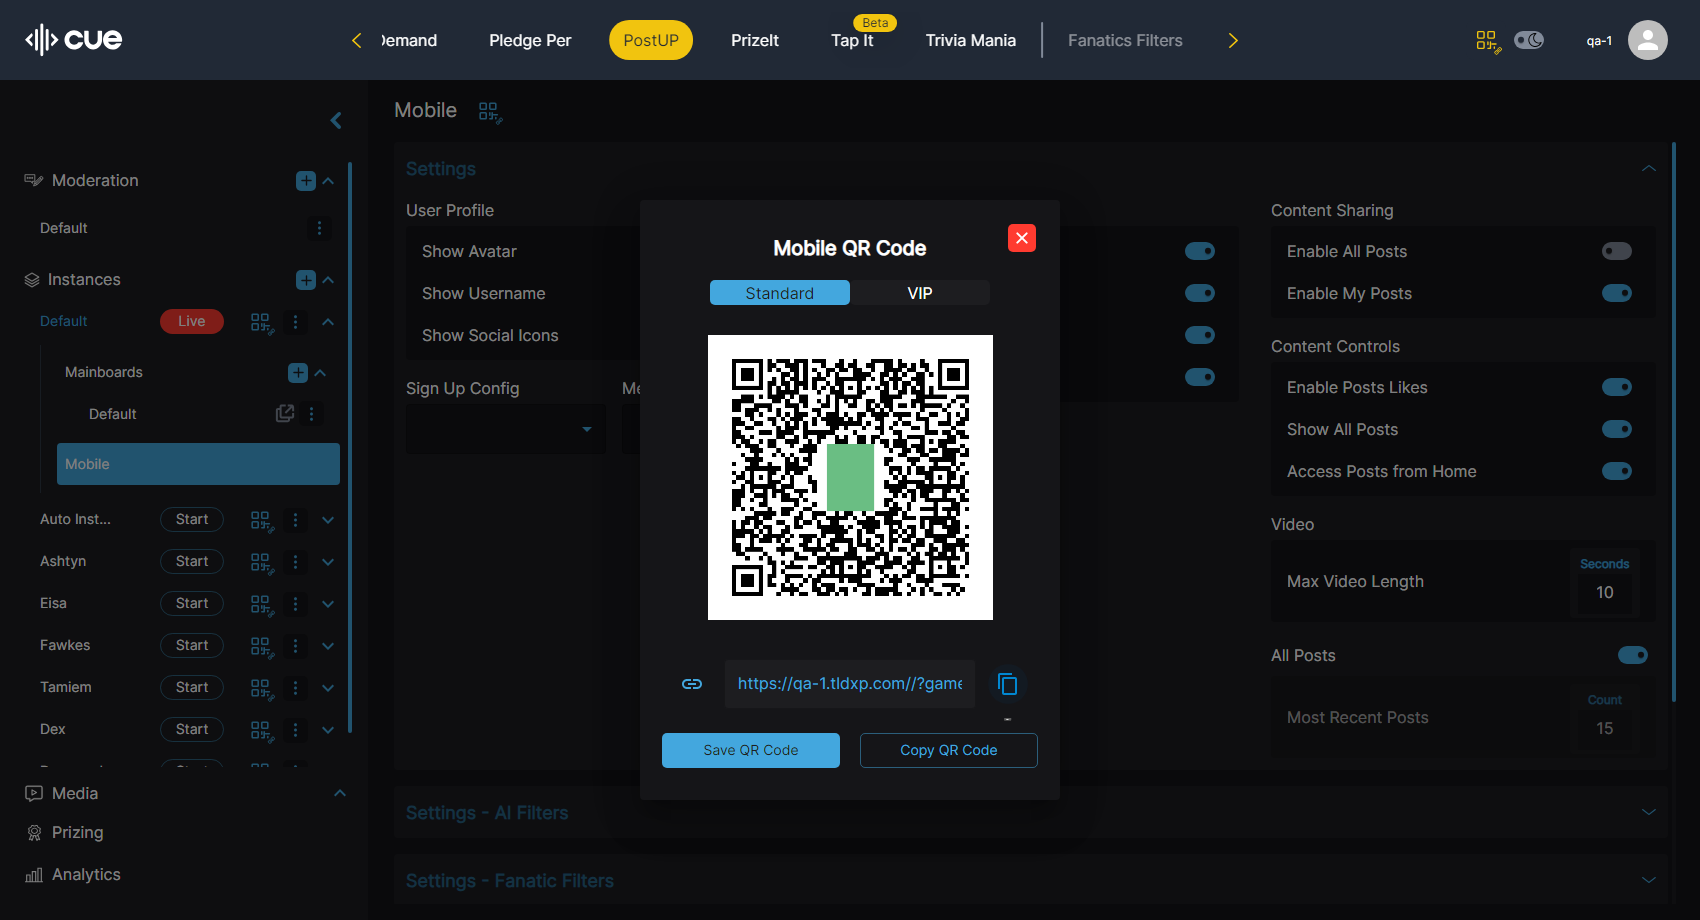 cue
Demand
Pledge Per
PostUP
PrizeIt
Beta
Tap It
Trivia Mania
Fanatics Filters
qa-1
Moderation
Default
Instances
Default
Live
Mainboards
Default
Mobile
Auto Inst...
Start
Ashtyn
Start
Eisa
Start
Fawkes
Start
Tamiem
Start
Dex
Start
Media
Prizing
Analytics
Mobile
Settings
User Profile
Show Avatar
Show Username
Show Social Icons
Sign Up Config
Content Sharing
Enable All Posts
Enable My Posts
Content Controls
Enable Posts Likes
Show All Posts
Access Posts from Home
Video
Max Video Length
Seconds
10
All Posts
Most Recent Posts
Count
15
Settings - AI Filters
Settings - Fanatic Filters
Mobile QR Code
Standard
VIP
https://qa-1.tldxp.com//?game
Save QR Code
Copy QR Code